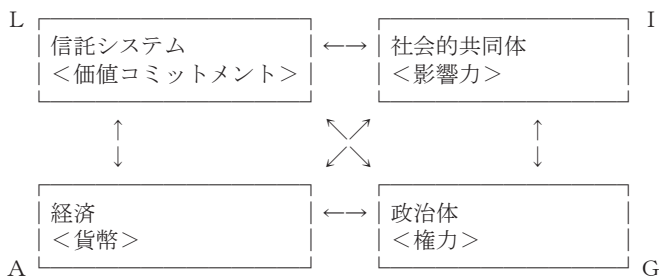 L
I
信託システム
＜価値コミットメント＞
社会的共同体
＜影響力＞
経済
＜貨幣＞
政治体
＜権力＞
A
G